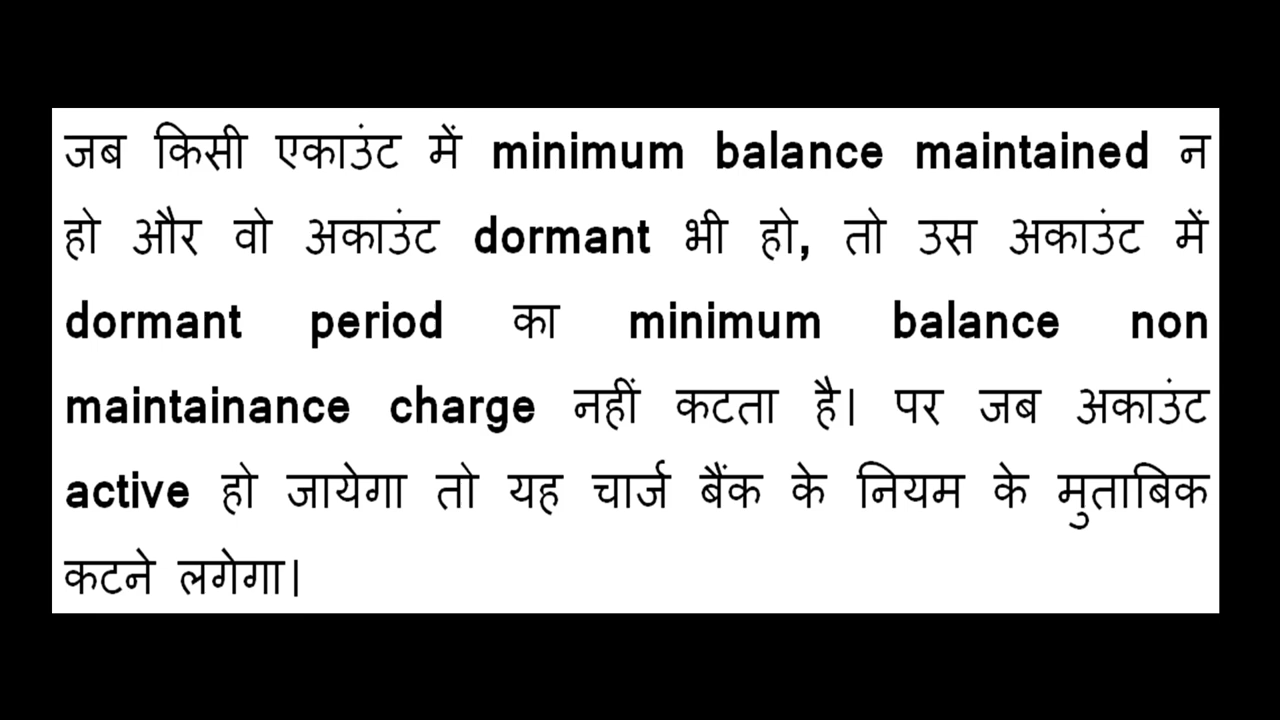 जब किसी एकाउंट में minimum balance maintained न
हो और वो अकाउंट dormant भी हो, तो उस अकाउंट में
dormant period का minimum balance non
maintainance charge नहीं कटता है। पर जब अकाउंट
active हो जायेगा तो यह चार्ज बैंक के नियम के मुताबिक
कटने लगेगा।